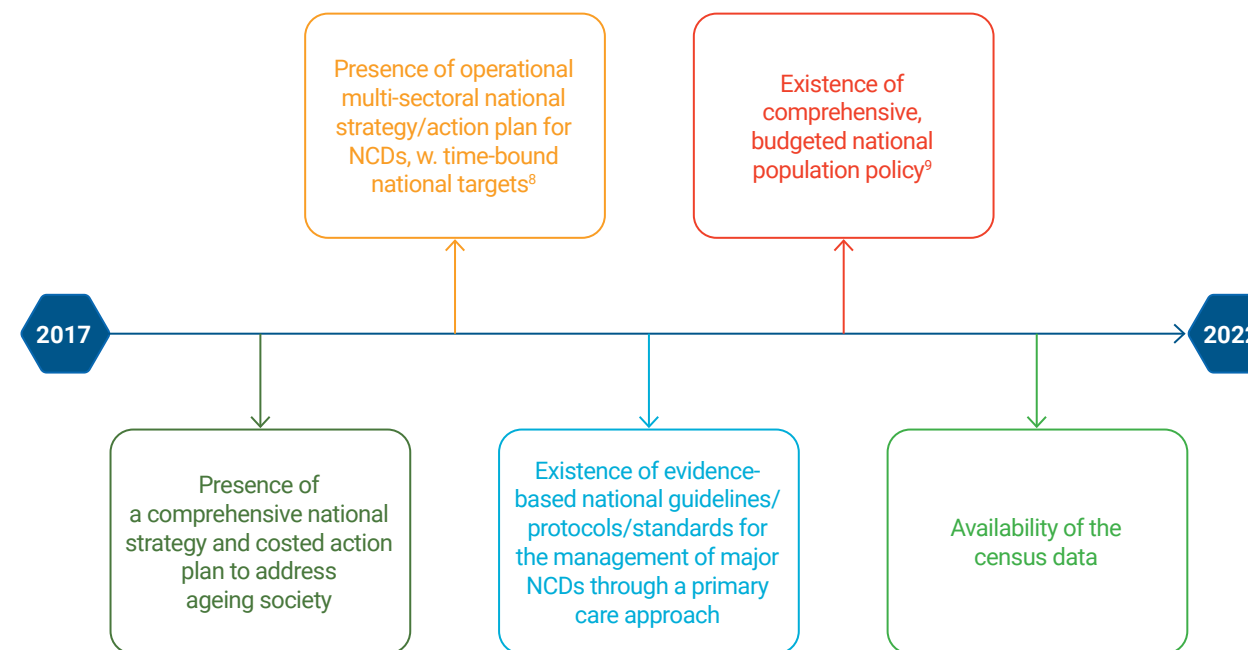 Presence of operational
multi-sectoral national
strategy/action plan for
NCDs, w. time-bound
national targets⁸
Existence of
comprehensive,
budgeted national
population policy⁹
2017
2022
Presence of
a comprehensive national
strategy and costed action
plan to address
ageing society
Existence of evidence-
based national guidelines/
protocols/standards for
the management of major
NCDs through a primary
care approach
Availability of the
census data